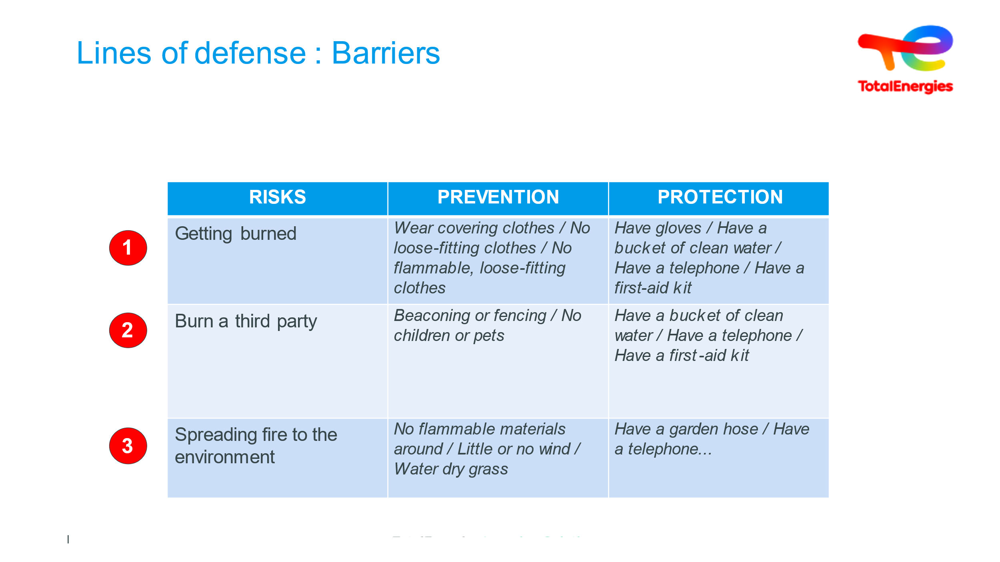 Lines of defense : Barriers
TotalEnergies
RISKS
PREVENTION
PROTECTION
1
Getting burned
Wear covering clothes / No
loose-fitting clothes / No
flammable, loose-fitting
clothes
Have gloves / Have a
bucket of clean water /
Have a telephone / Have a
first-aid kit
2
Burn a third party
Beaconing or fencing / No
children or pets
Have a bucket of clean
water / Have a telephone /
Have a first-aid kit
3
Spreading fire to the
environment
No flammable materials
around / Little or no wind /
Water dry grass
Have a garden hose / Have
a telephone...
|